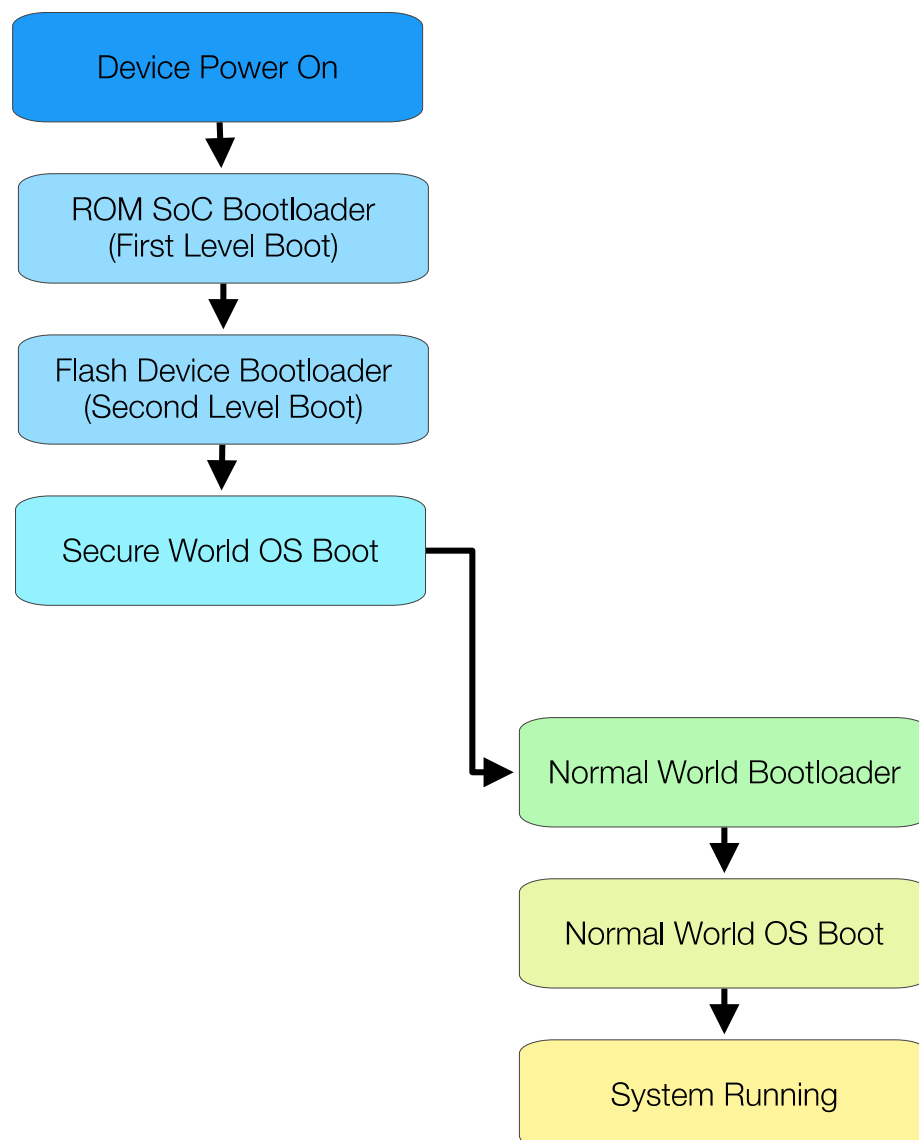 Device Power On
ROM SoC Bootloader
(First Level Boot)
Flash Device Bootloader
(Second Level Boot)
Secure World OS Boot
Normal World Bootloader
Normal World OS Boot
System Running